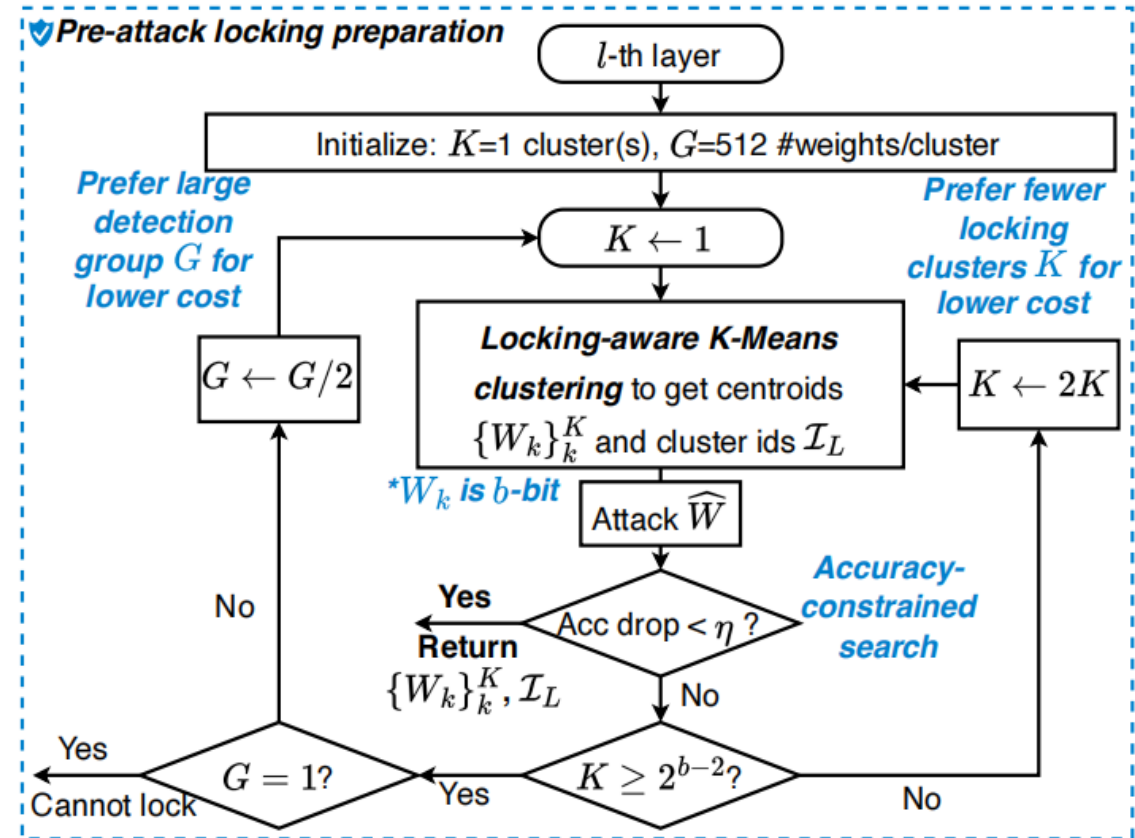 Pre-attack locking preparation
l-th layer
Initialize: K=1 cluster(s), G=512 #weights/cluster
Prefer large
detection
group G for
lower cost
K ← 1
Prefer fewer
locking
clusters K for
lower cost
G ← G/2
Locking-aware K-Means
clustering to get centroids
{W_k}_k^K and cluster ids 𝓘_L
K ← 2K
*W_k is b-bit
Attack Ŵ
Accuracy-
constrained
search
No
Yes
Acc drop < η ?
Return
{W_k}_k^K, 𝓘_L
No
Yes
G = 1?
Cannot lock
Yes
K ≥ 2^{b−2}?
No